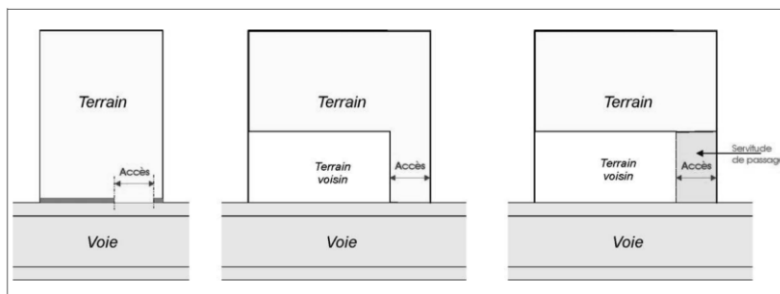 Terrain
Accès
Voie
Terrain
Terrain
voisin
Accès
Voie
Terrain
Terrain
voisin
Accès
Servitude
de passage
Voie